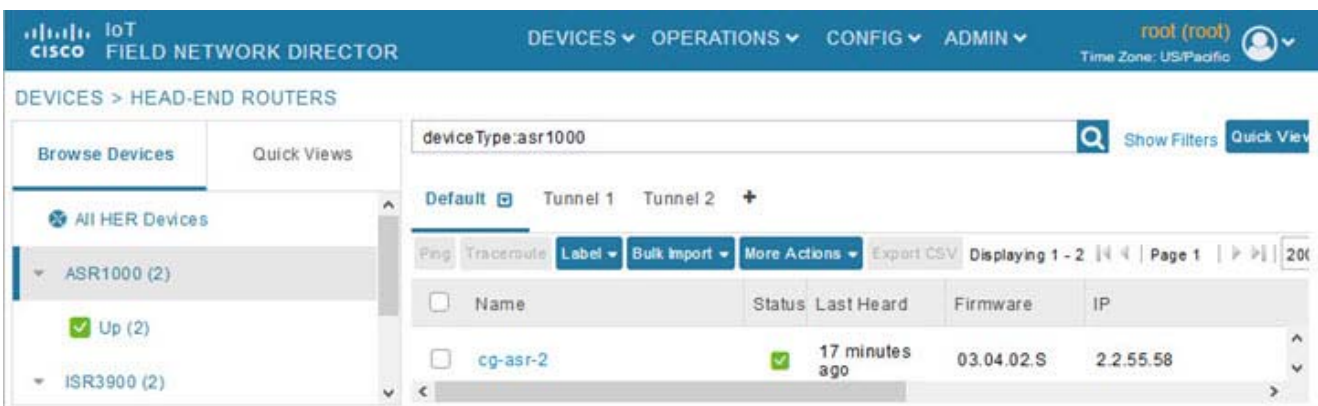 IoT
CISCO FIELD NETWORK DIRECTOR
DEVICES OPERATIONS CONFIG ADMIN
root (root)
Time Zone: US/Pacific
DEVICES > HEAD-END ROUTERS
Browse Devices Quick Views
All HER Devices
ASR1000 (2)
Up (2)
ISR3900 (2)
deviceType:asr1000
Show Filters Quick View
Default Tunnel 1 Tunnel 2 +
Ping Traceroute Label Bulk Import More Actions Export CSV Displaying 1 - 2 Page 1 200
Name Status Last Heard Firmware IP
cg-asr-2 17 minutes ago 03.04.02.S 2.2.55.58